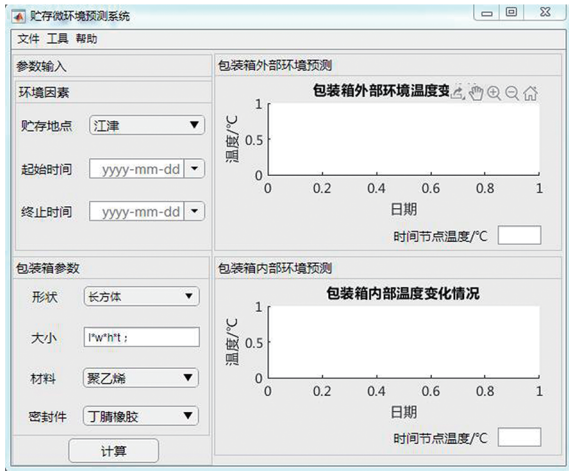 贮存微环境预测系统
文件 工具 帮助
参数输入
环境因素
贮存地点 江津
起始时间 yyyy-mm-dd
终止时间 yyyy-mm-dd
包装箱参数
形状 长方体
大小 l*w*h*t；
材料 聚乙烯
密封件 丁腈橡胶
计算
包装箱外部环境预测
包装箱外部环境温度变
温度/℃
1
0.5
0
0 0.2 0.4 0.6 0.8 1
日期
时间节点温度/℃
包装箱内部环境预测
包装箱内部温度变化情况
温度/℃
1
0.5
0
0 0.2 0.4 0.6 0.8 1
日期
时间节点温度/℃